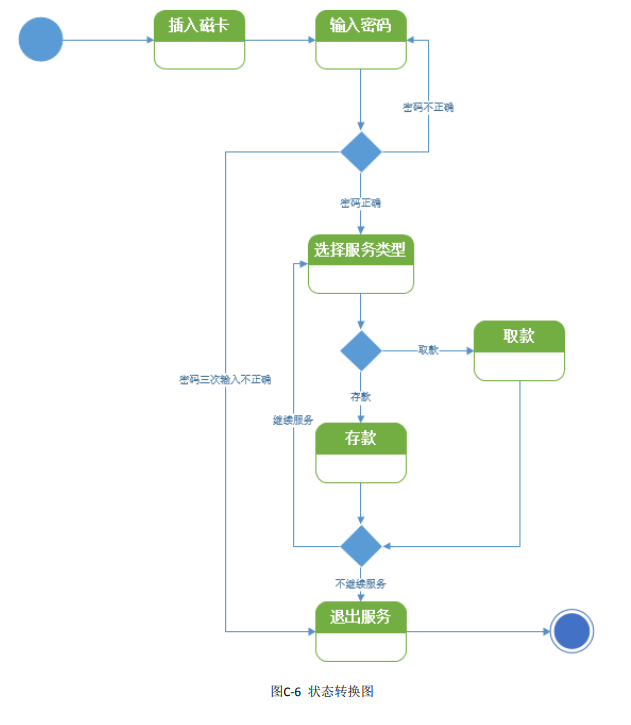 插入磁卡
输入密码
密码不正确
密码正确
选择服务类型
取款
取款
密码三次输入不正确
存款
继续服务
存款
不继续服务
退出服务
图C-6 状态转换图